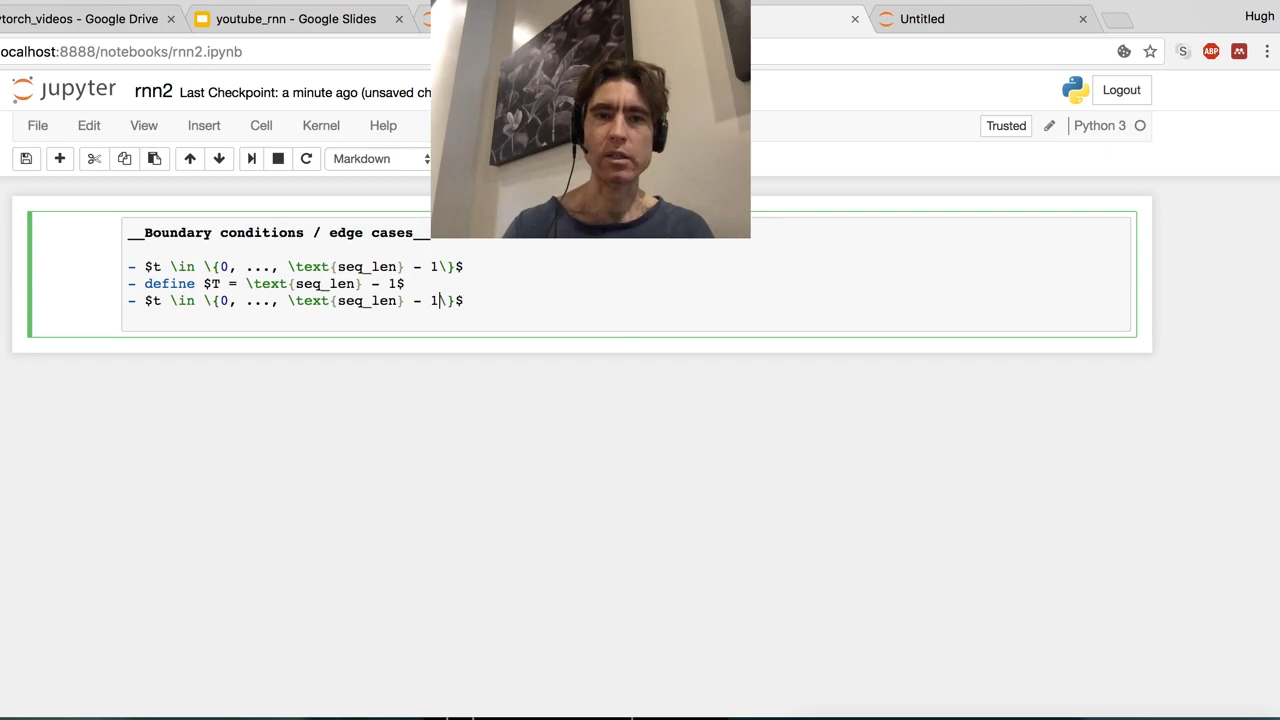 ytorch_videos - Google Drive
youtube_rnn - Google Slides
Untitled
Hugh
ocalhost:8888/notebooks/rnn2.ipynb
S
ABP
jupyter rnn2 Last Checkpoint: a minute ago (unsaved ch
Logout
File Edit View Insert Cell Kernel Help
Trusted
Python 3
Markdown
__Boundary conditions / edge cases__
- $t \in \{0, ..., \text{seq_len} - 1\}$
- define $T = \text{seq_len} - 1$
- $t \in \{0, ..., \text{seq_len} - 1\}$